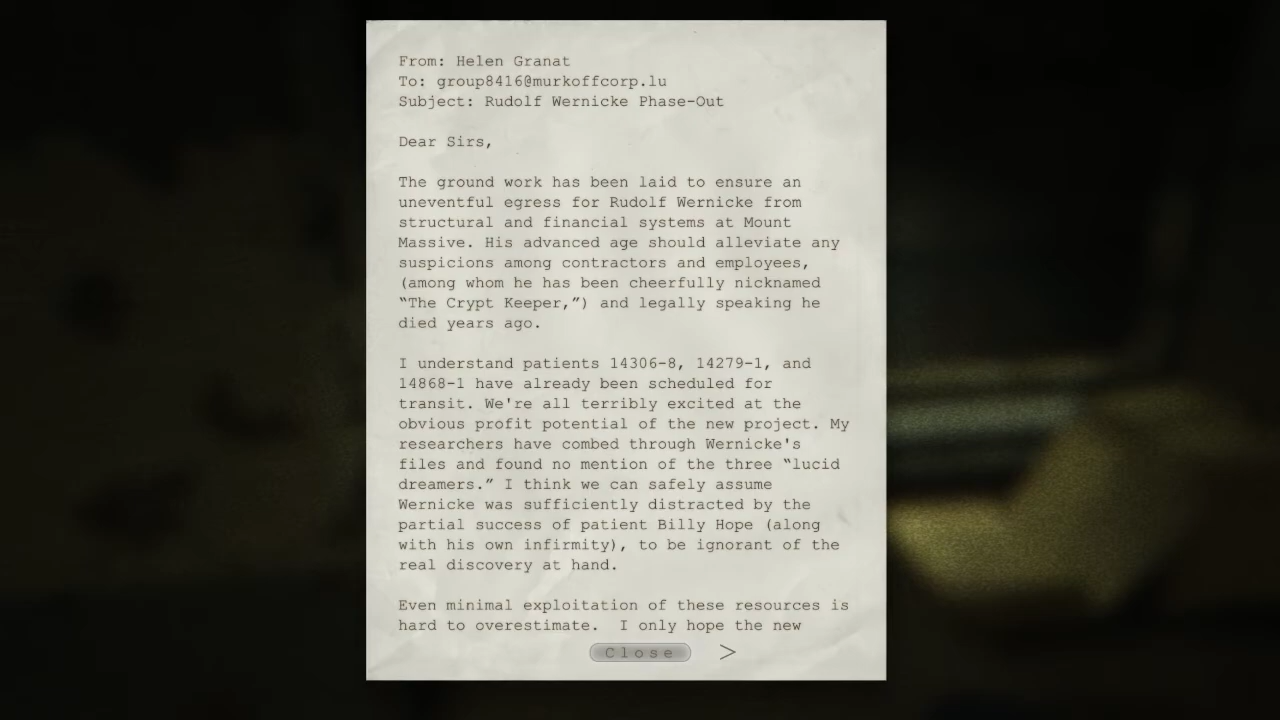 From: Helen Granat
To: group8416@murkoffcorp.lu
Subject: Rudolf Wernicke Phase-Out
Dear Sirs,
The ground work has been laid to ensure an
uneventful egress for Rudolf Wernicke from
structural and financial systems at Mount
Massive. His advanced age should alleviate any
suspicions among contractors and employees,
(among whom he has been cheerfully nicknamed
“The Crypt Keeper,”) and legally speaking he
died years ago.
I understand patients 14306-8, 14279-1, and
14868-1 have already been scheduled for
transit. We're all terribly excited at the
obvious profit potential of the new project. My
researchers have combed through Wernicke's
files and found no mention of the three “lucid
dreamers.” I think we can safely assume
Wernicke was sufficiently distracted by the
partial success of patient Billy Hope (along
with his own infirmity), to be ignorant of the
real discovery at hand.
Even minimal exploitation of these resources is
hard to overestimate.  I only hope the new
Close >